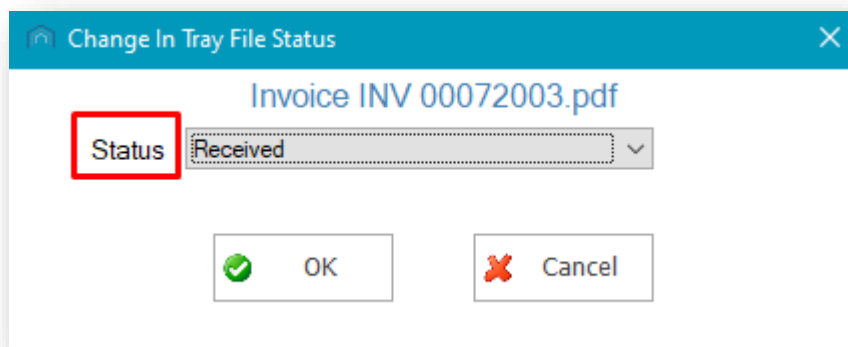 Change In Tray File Status
Invoice INV 00072003.pdf
Status Received
OK Cancel